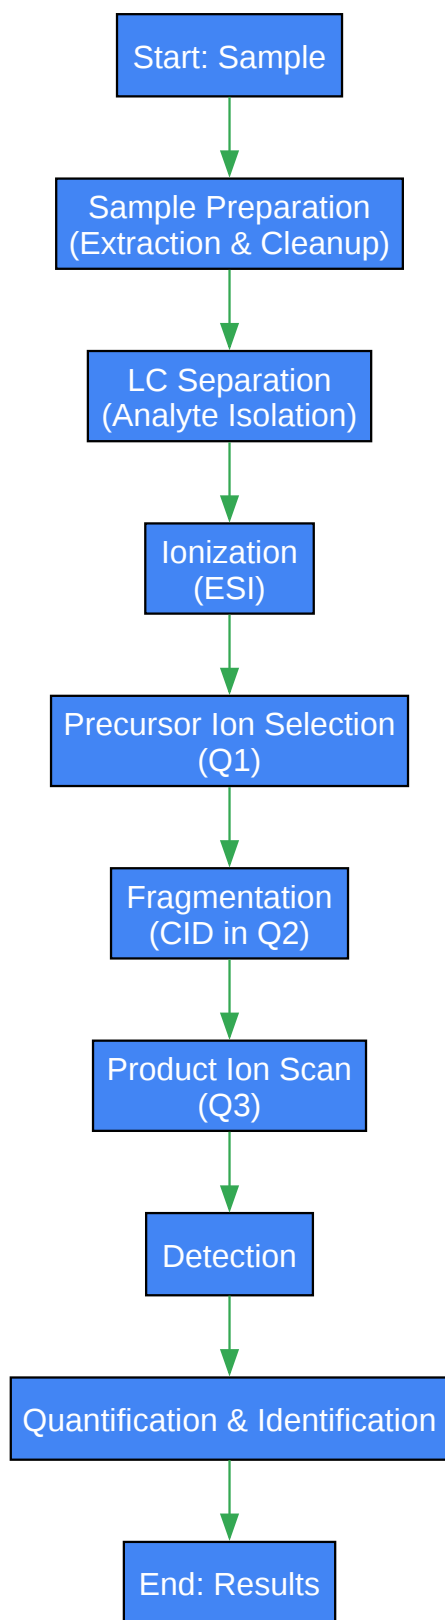 Start: Sample
Sample Preparation
(Extraction & Cleanup)
LC Separation
(Analyte Isolation)
Ionization
(ESI)
Precursor Ion Selection
(Q1)
Fragmentation
(CID in Q2)
Product Ion Scan
(Q3)
Detection
Quantification & Identification
End: Results